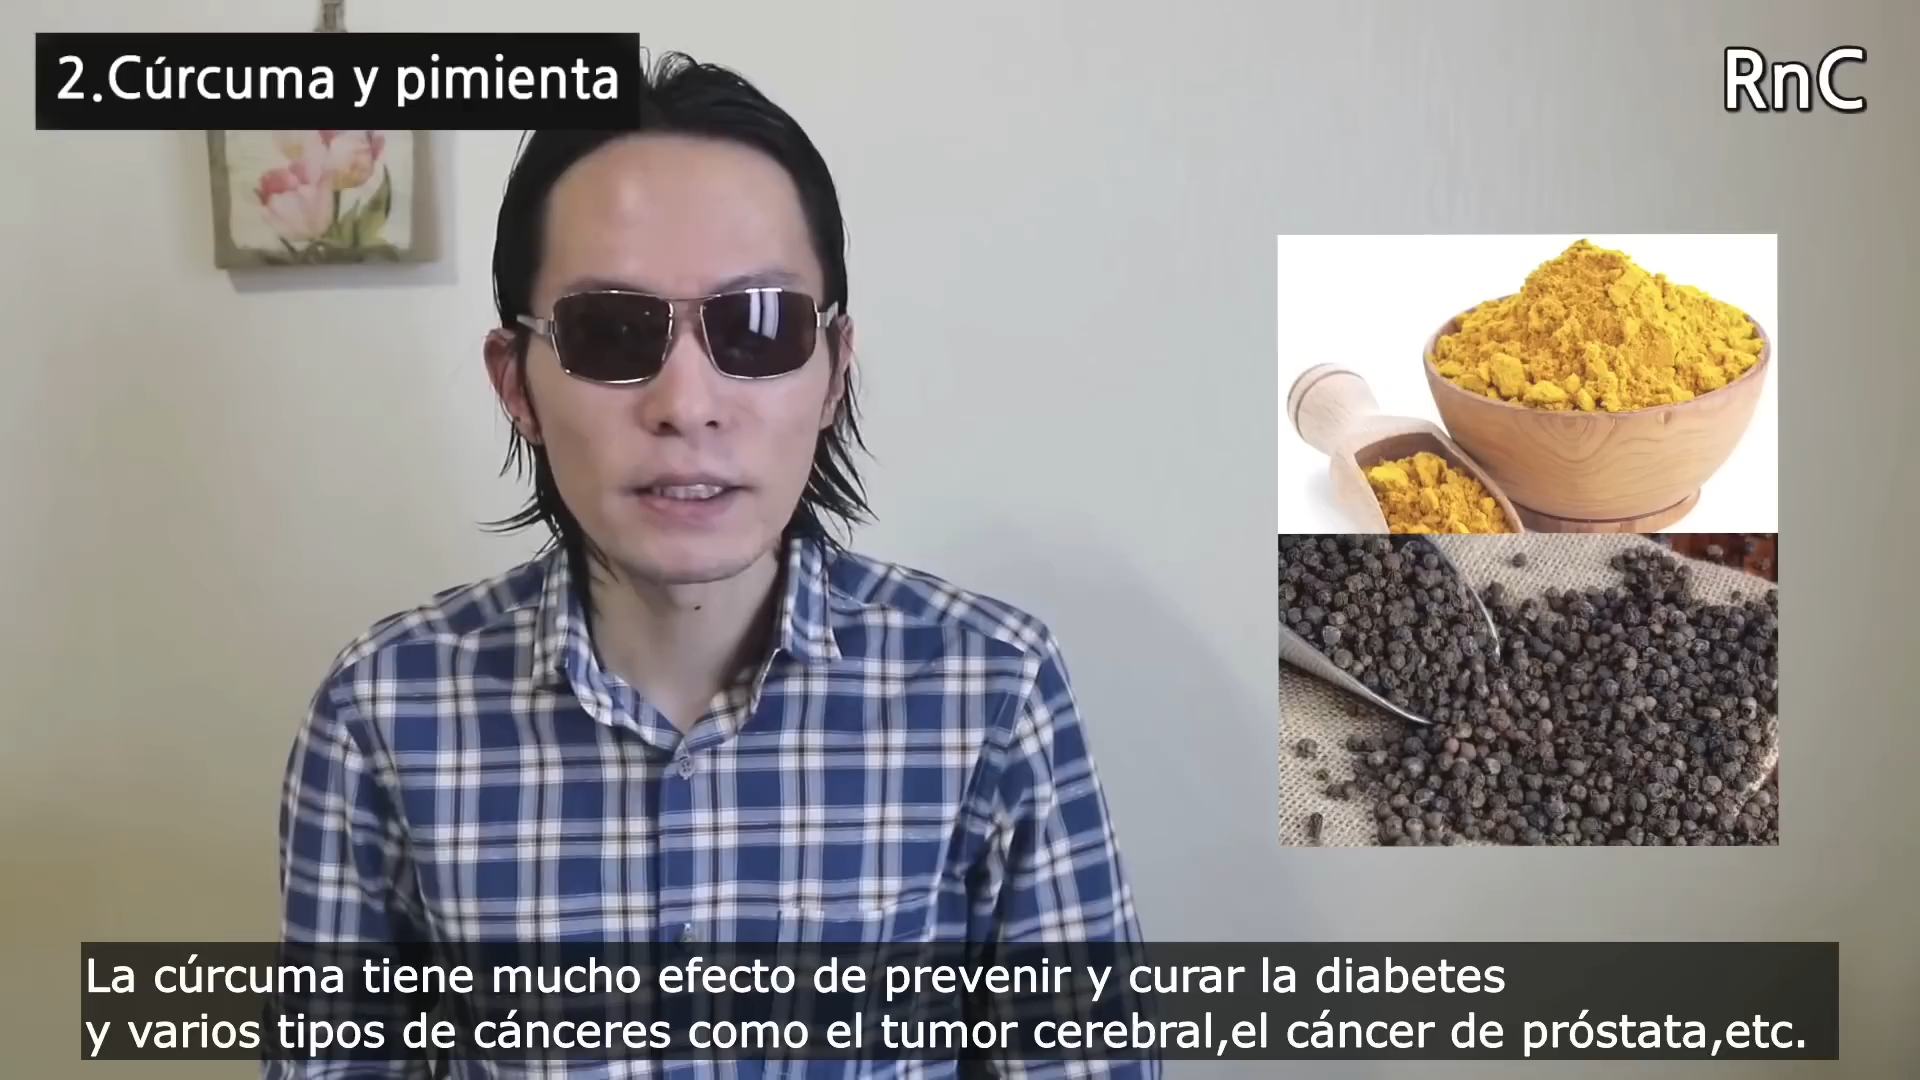 2.Cúrcuma y pimienta
RnC
La cúrcuma tiene mucho efecto de prevenir y curar la diabetes
y varios tipos de cánceres como el tumor cerebral,el cáncer de próstata,etc.